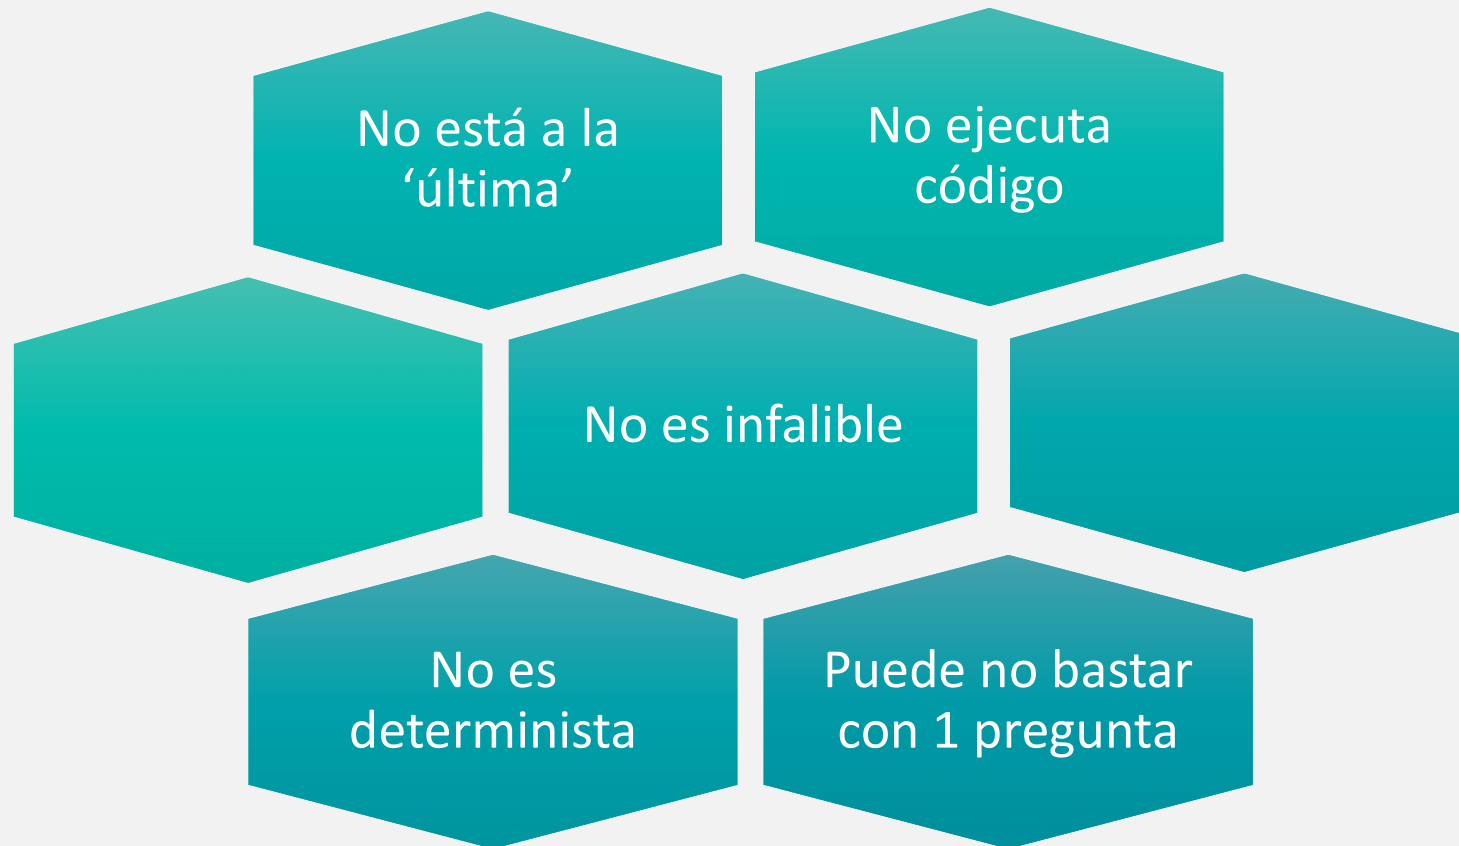 No está a la
‘última’
No ejecuta
código
No es infalible
No es
determinista
Puede no bastar
con 1 pregunta